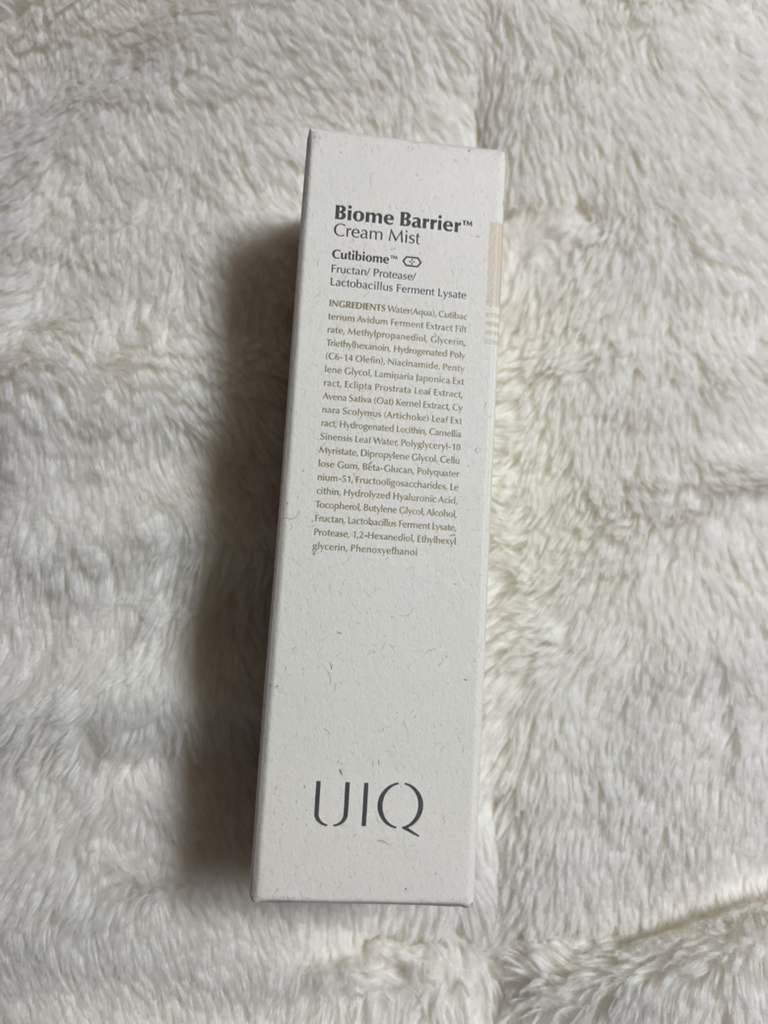 Biome Barrier™
Cream Mist
Cutibiome™
Fructan/ Protease/
Lactobacillus Ferment Lysate
INGREDIENTS Water(Aqua), Cutibac
terium Avidum Ferment Extract Filt
rate, Methylpropanediol, Glycerin,
Triethylhexanoin, Hydrogenated Poly
(C6-14 Olefin), Niacinamide, Penty
lene Glycol, Laminaria Japonica Ext
ract, Eclipta Prostrata Leaf Extract,
Avena Sativa (Oat) Kernel Extract, Cy
nara Scolymus (Artichoke) Leaf Ext
ract, Hydrogenated Lecithin, Camellia
Sinensis Leaf Water, Polyglyceryl-10
Myristate, Dipropylene Glycol, Cellu
lose Gum, Beta-Glucan, Polyquater
nium-51, Fructooligosaccharides, Le
cithin, Hydrolyzed Hyaluronic Acid,
Tocopherol, Butylene Glycol, Alcohol,
Fructan, Lactobacillus Ferment Lysate,
Protease, 1,2-Hexanediol, Ethylhexyl
glycerin, Phenoxyethanol
UIQ